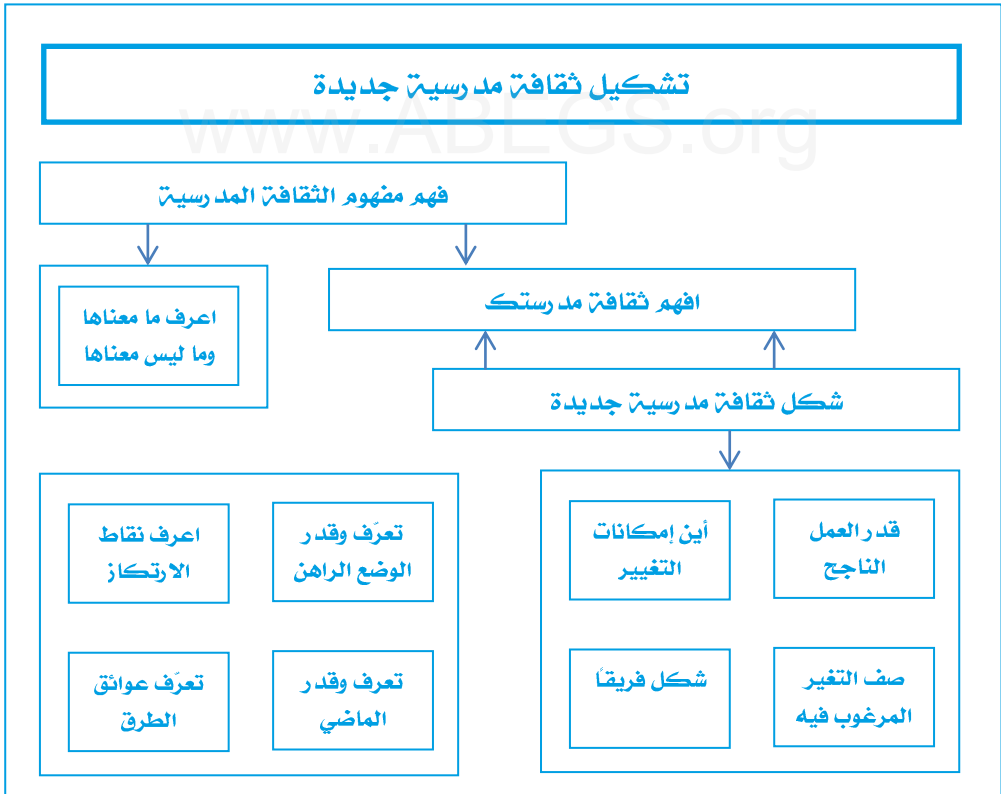 تشكيل ثقافة مدرسية جديدة
www.ABEGS.org
فهم مفهوم الثقافة المدرسية
افهم ثقافة مدرستك
اعرف ما معناها
وما ليس معناها
شكل ثقافة مدرسية جديدة
قدر العمل
الناجح
أين إمكانات
التغيير
صف التغير
المرغوب فيه
شكل فريقًا
تعرّف وقدر
الوضع الراهن
اعرف نقاط
الارتكاز
تعرف وقدر
الماضي
تعرّف عوائق
الطرق